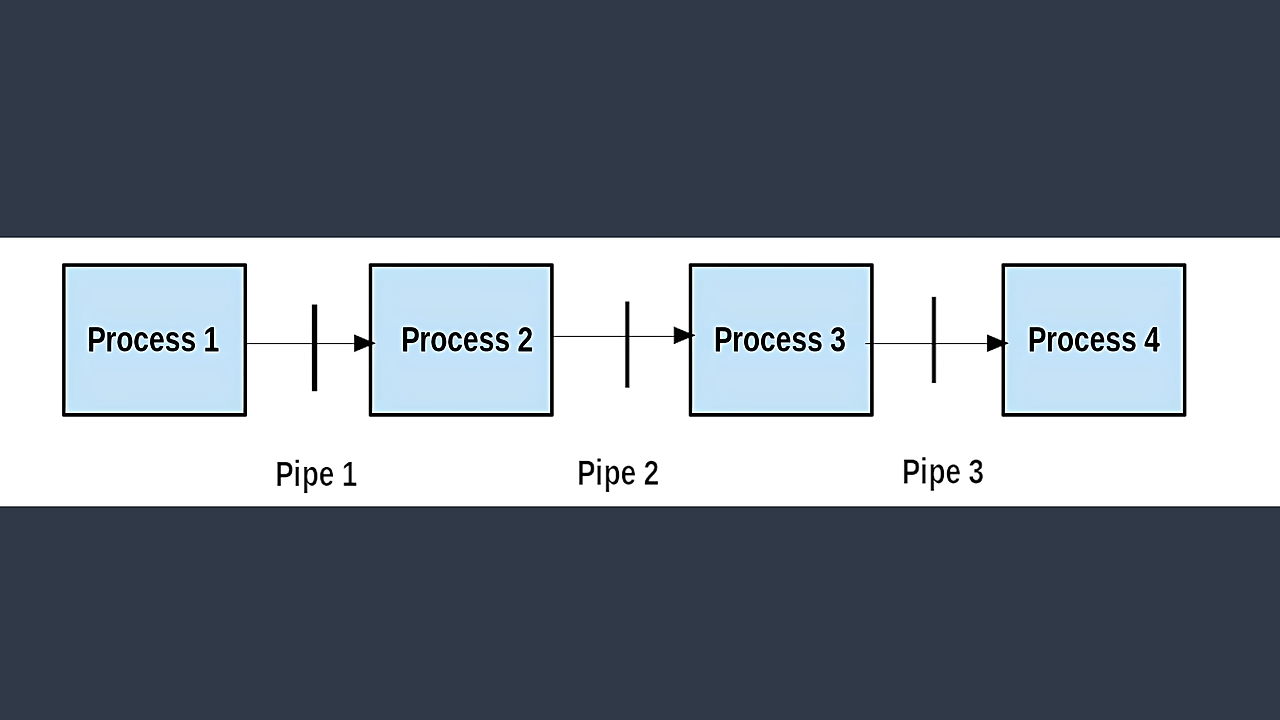 Process 1
Process 2
Process 3
Process 4
Pipe 1
Pipe 2
Pipe 3